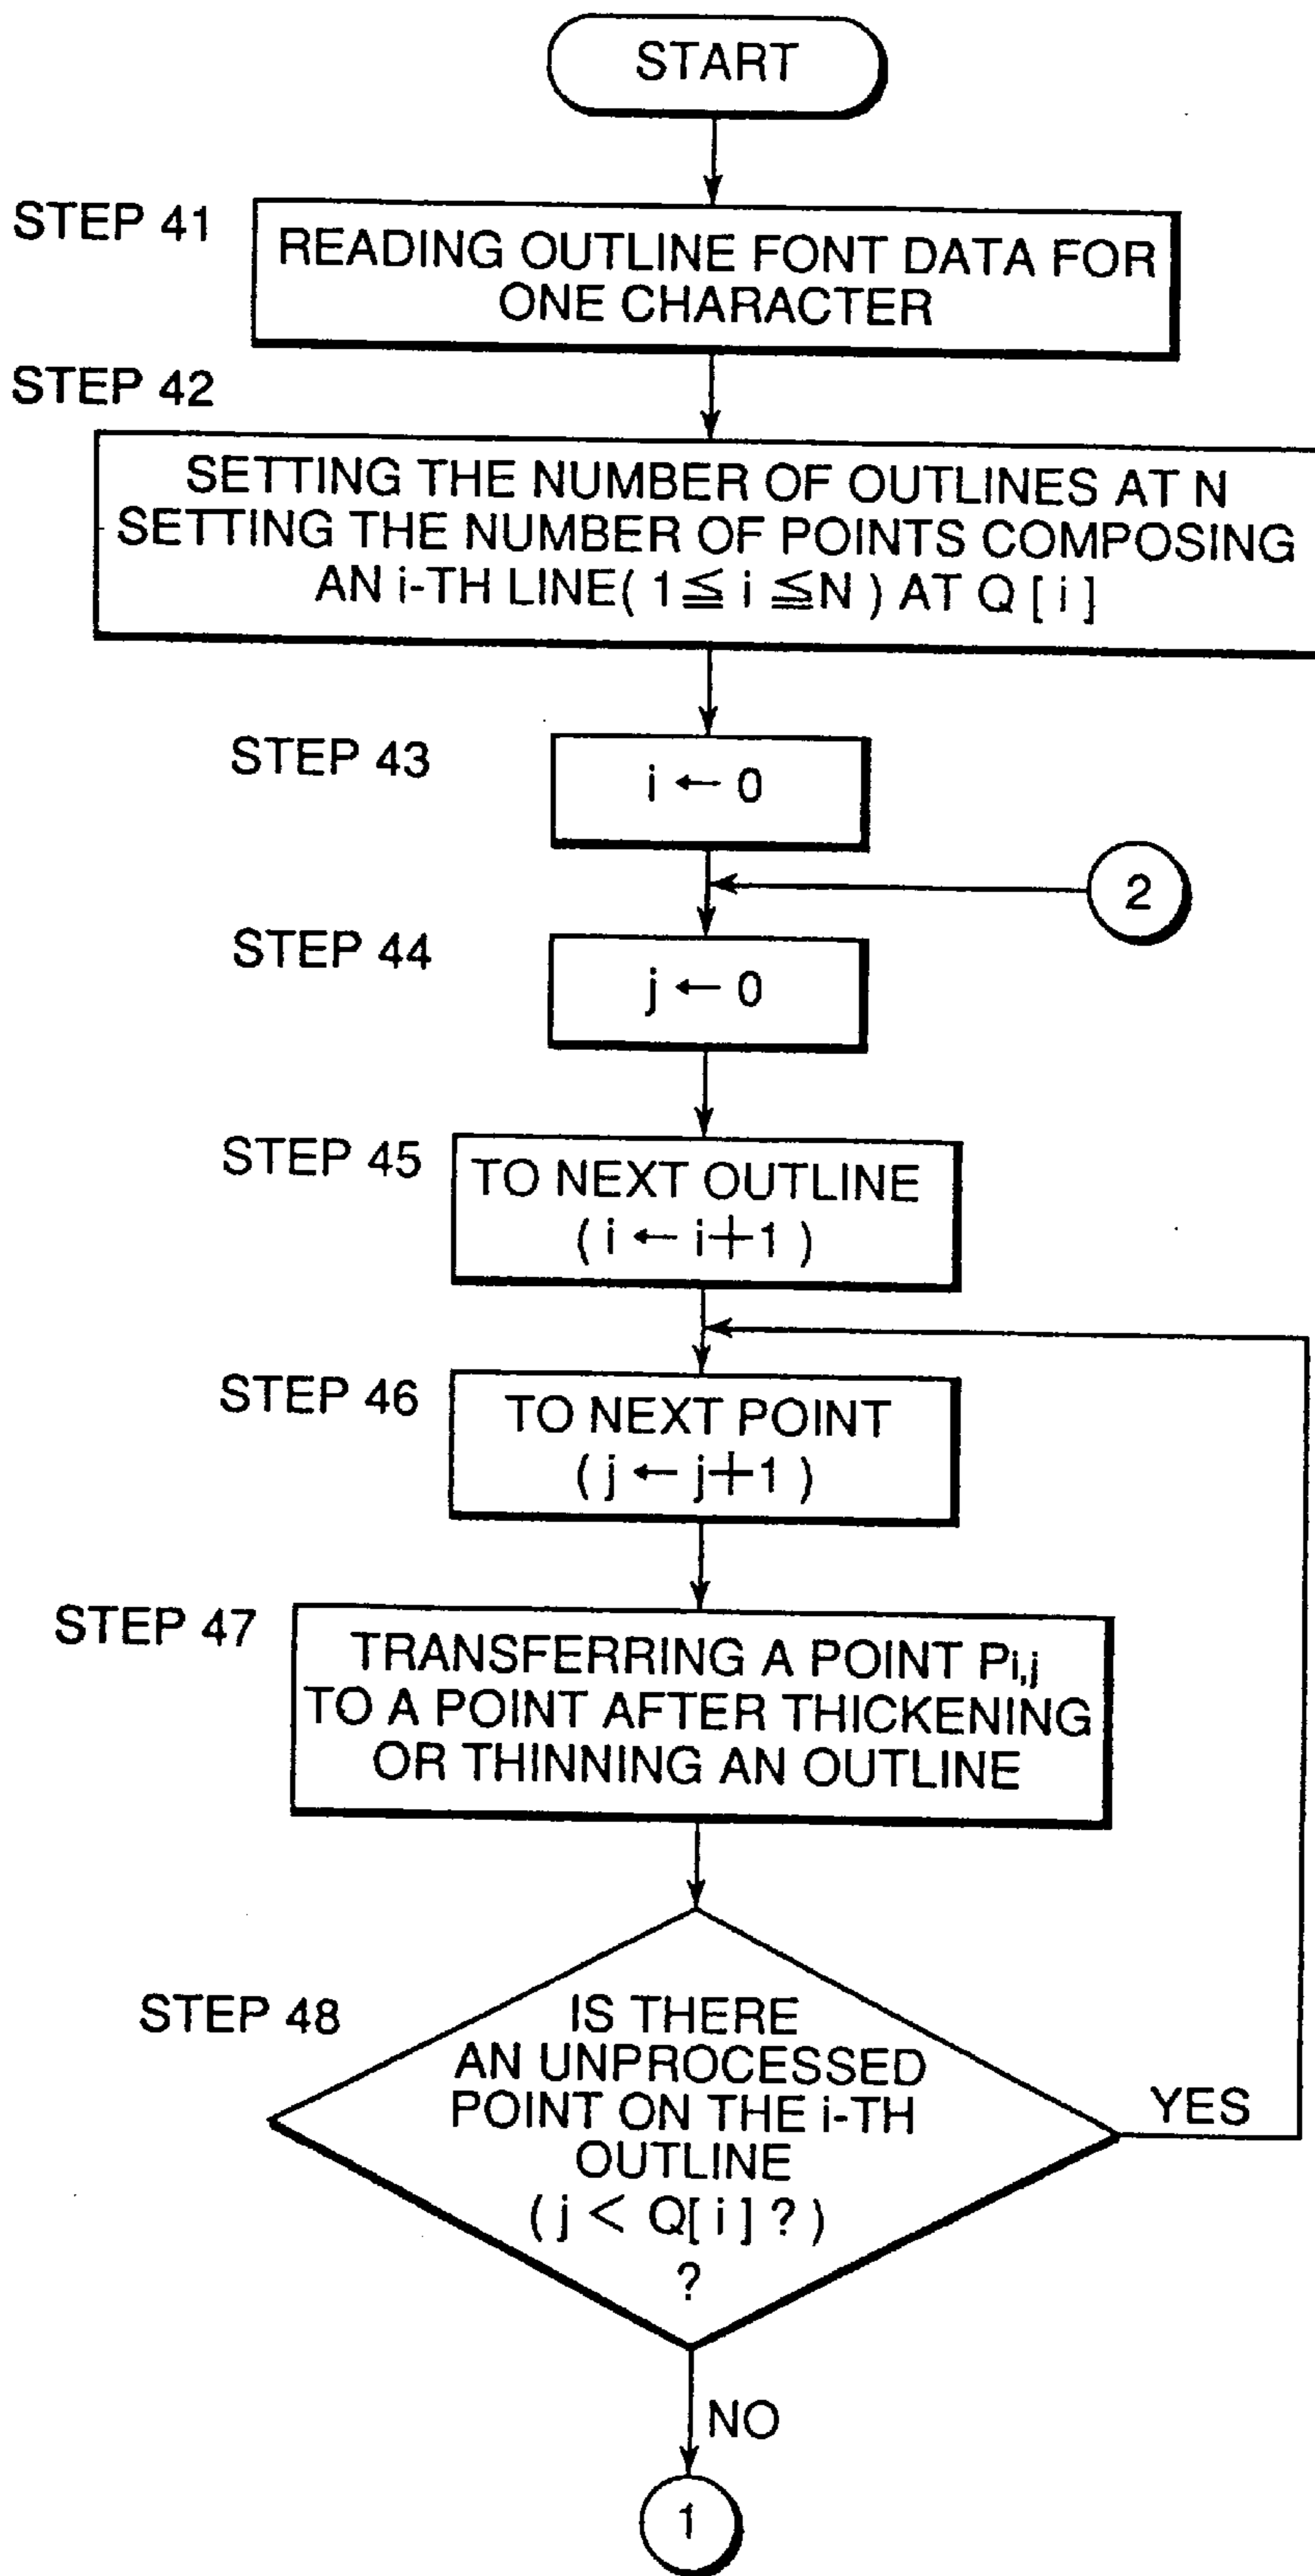 START
STEP 41
READING OUTLINE FONT DATA FOR
ONE CHARACTER
STEP 42
SETTING THE NUMBER OF OUTLINES AT N
SETTING THE NUMBER OF POINTS COMPOSING
AN i-TH LINE( 1≦ i ≦N ) AT Q [ i ]
STEP 43
i ← 0
2
STEP 44
j ← 0
STEP 45
TO NEXT OUTLINE
( i ← i+1 )
STEP 46
TO NEXT POINT
( j ← j+1 )
STEP 47
TRANSFERRING A POINT Pi,j
TO A POINT AFTER THICKENING
OR THINNING AN OUTLINE
STEP 48
IS THERE
AN UNPROCESSED
POINT ON THE i-TH
OUTLINE
( j < Q[ i ] ? )
?
YES
NO
1